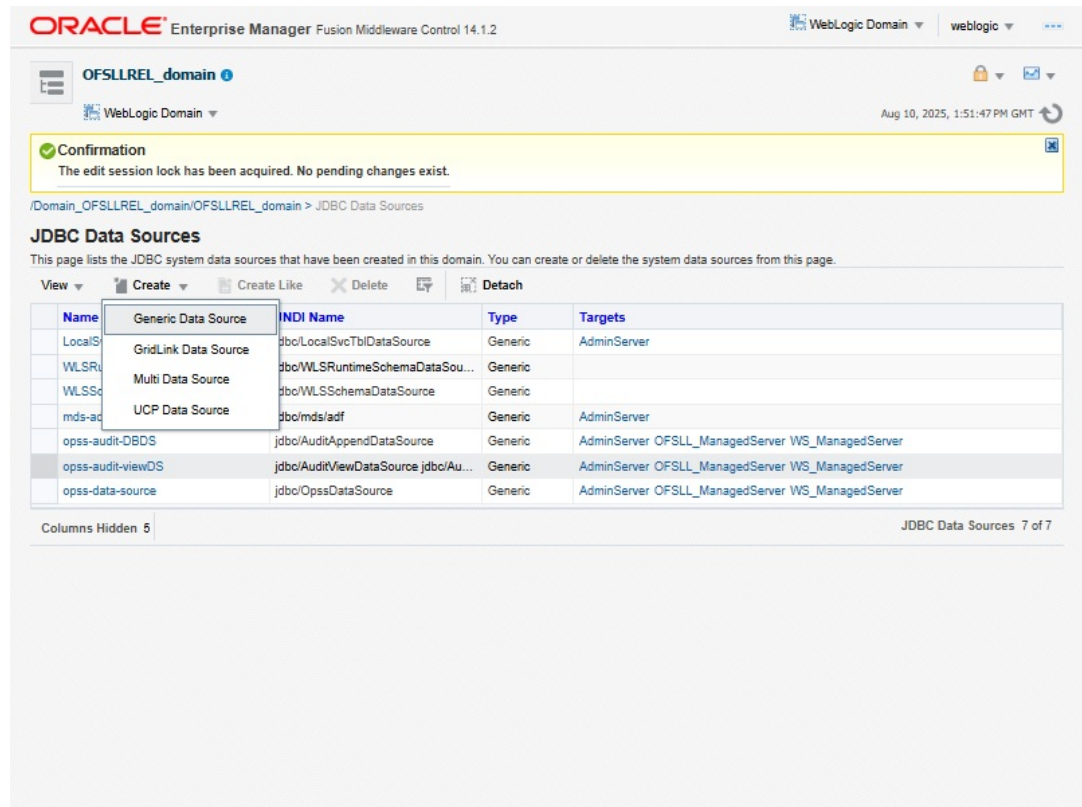 ORACLE Enterprise Manager Fusion Middleware Control 14.1.2
WebLogic Domain
weblogic
OFSLLREL_domain
WebLogic Domain
Aug 10, 2025, 1:51:47 PM GMT
Confirmation
The edit session lock has been acquired. No pending changes exist.
/Domain_OFSLLREL_domain/OFSLLREL_domain > JDBC Data Sources
JDBC Data Sources
This page lists the JDBC system data sources that have been created in this domain. You can create or delete the system data sources from this page.
View Create Create Like Delete Detach
Generic Data Source
GridLink Data Source
Multi Data Source
UCP Data Source
Name JNDI Name Type Targets
LocalS jdbc/LocalSvcTblDataSource Generic AdminServer
WLSRu jdbc/WLSRuntimeSchemaDataSou... Generic
WLSSc jdbc/WLSSchemaDataSource Generic
mds-ad jdbc/mds/adf Generic AdminServer
opss-audit-DBDS jdbc/AuditAppendDataSource Generic AdminServer OFSLL_ManagedServer WS_ManagedServer
opss-audit-viewDS jdbc/AuditViewDataSource jdbc/Au... Generic AdminServer OFSLL_ManagedServer WS_ManagedServer
opss-data-source jdbc/OpssDataSource Generic AdminServer OFSLL_ManagedServer WS_ManagedServer
Columns Hidden 5
JDBC Data Sources 7 of 7